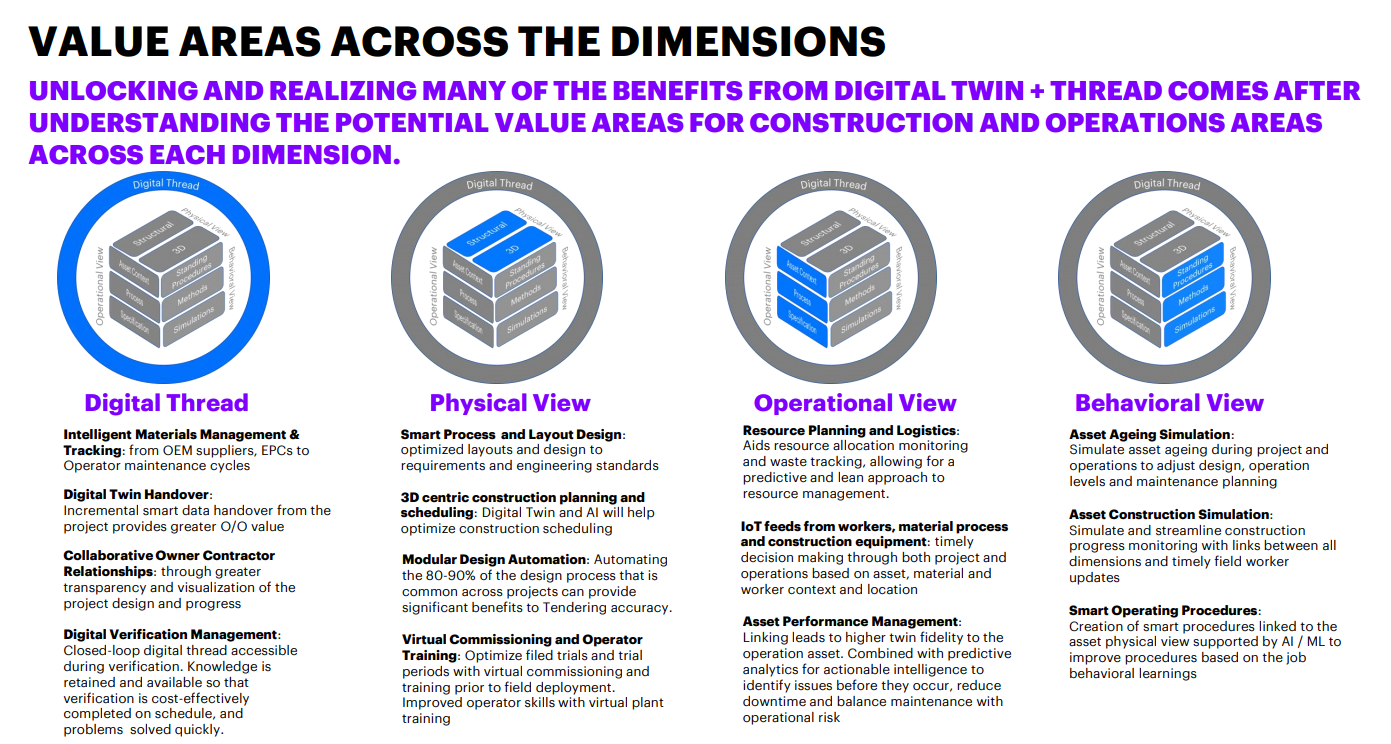 VALUE AREAS ACROSS THE DIMENSIONS
UNLOCKING AND REALIZING MANY OF THE BENEFITS FROM DIGITAL TWIN + THREAD COMES AFTER
UNDERSTANDING THE POTENTIAL VALUE AREAS FOR CONSTRUCTION AND OPERATIONS AREAS
ACROSS EACH DIMENSION.
Digital Thread
Physical View
Operational View
Behavioral View
Structural
3D
Asset Context
Process
Specification
Standing
Procedures
Methods
Simulations
Digital Thread
Intelligent Materials Management &
Tracking: from OEM suppliers, EPCs to
Operator maintenance cycles
Digital Twin Handover:
Incremental smart data handover from the
project provides greater O/O value
Collaborative Owner Contractor
Relationships: through greater
transparency and visualization of the
project design and progress
Digital Verification Management:
Closed-loop digital thread accessible
during verification. Knowledge is
retained and available so that
verification is cost-effectively
completed on schedule, and
problems  solved quickly.
Digital Thread
Physical View
Operational View
Behavioral View
Structural
3D
Asset Context
Process
Specification
Standing
Procedures
Methods
Simulations
Physical View
Smart Process  and Layout Design:
optimized layouts and design to
requirements and engineering standards
3D centric construction planning and
scheduling: Digital Twin and AI will help
optimize construction scheduling
Modular Design Automation: Automating
the 80-90% of the design process that is
common across projects can provide
significant benefits to Tendering accuracy.
Virtual Commissioning and Operator
Training: Optimize filed trials and trial
periods with virtual commissioning and
training prior to field deployment.
Improved operator skills with virtual plant
training
Digital Thread
Physical View
Operational View
Behavioral View
Structural
3D
Asset Context
Process
Specification
Standing
Procedures
Methods
Simulations
Operational View
Resource Planning and Logistics:
Aids resource allocation monitoring
and waste tracking, allowing for a
predictive and lean approach to
resource management.
IoT feeds from workers, material process
and construction equipment: timely
decision making through both project and
operations based on asset, material and
worker context and location
Asset Performance Management:
Linking leads to higher twin fidelity to the
operation asset. Combined with predictive
analytics for actionable intelligence to
identify issues before they occur, reduce
downtime and balance maintenance with
operational risk
Digital Thread
Physical View
Operational View
Behavioral View
Structural
3D
Asset Context
Process
Specification
Standing
Procedures
Methods
Simulations
Behavioral View
Asset Ageing Simulation:
Simulate asset ageing during project and
operations to adjust design, operation
levels and maintenance planning
Asset Construction Simulation:
Simulate and streamline construction
progress monitoring with links between all
dimensions and timely field worker
updates
Smart Operating Procedures:
Creation of smart procedures linked to the
asset physical view supported by AI / ML to
improve procedures based on the job
behavioral learnings